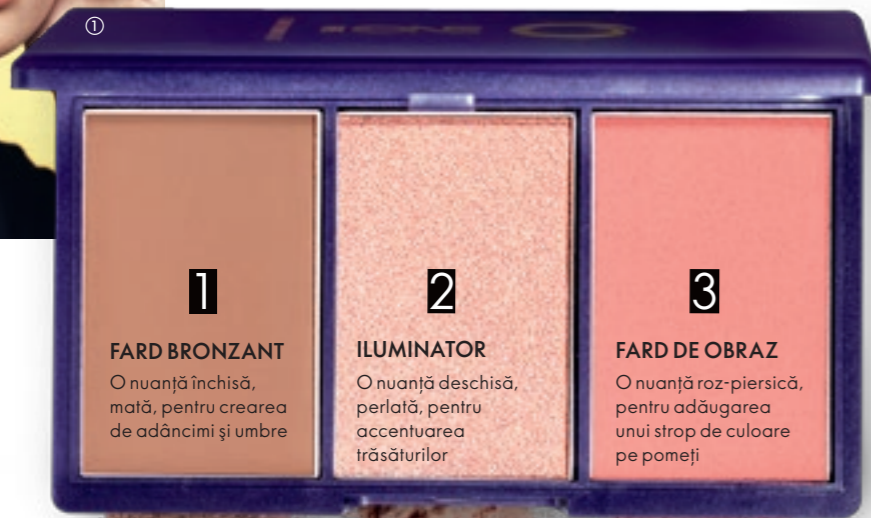 ①
1
FARD BRONZANT
O nuanță închisă,
mată, pentru crearea
de adâncimi și umbre
2
ILUMINATOR
O nuanță deschisă,
perlată, pentru
accentuarea
trăsăturilor
3
FARD DE OBRAZ
O nuanță roz-piersică,
pentru adăugarea
unui strop de culoare
pe pomeți